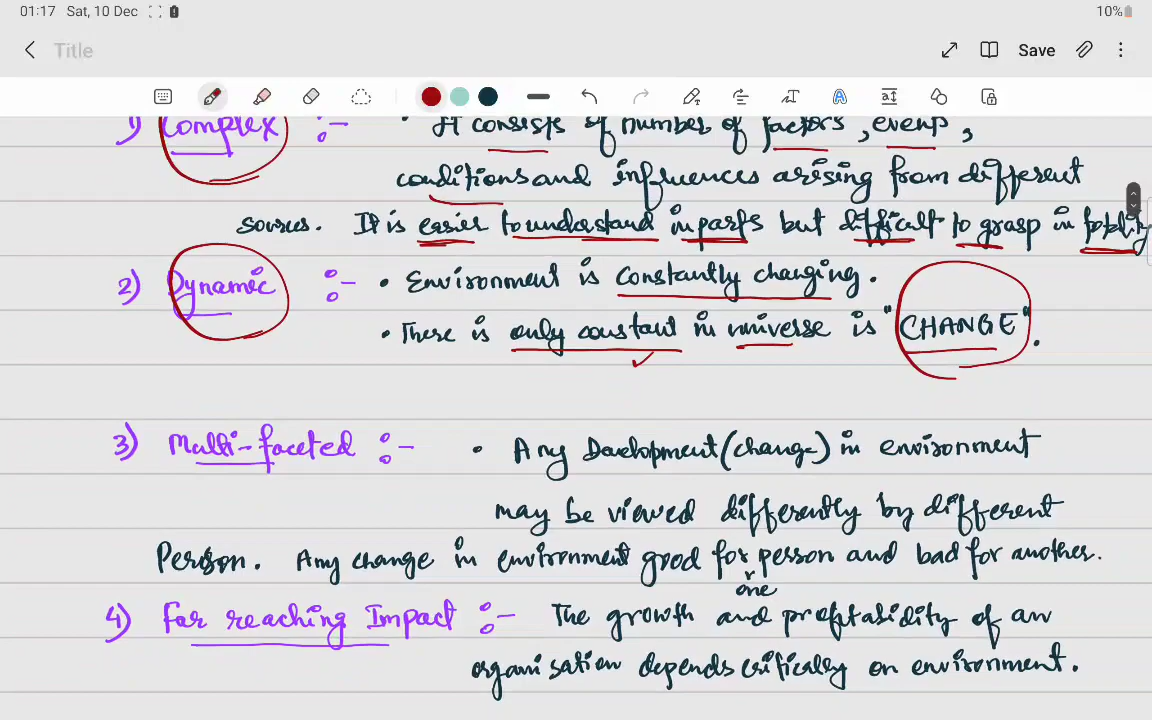 01:17 Sat, 10 Dec 10%
Title Save
1) Complex :- • It consists of number of factors, events,
conditions and influences arising from different
sources. It is easier to understand in parts but difficult to grasp in totality
2) Dynamic :- • Environment is constantly changing.
• There is only constant in universe is "CHANGE".
3) Multi-faceted :- • Any Development (change) in environment
may be viewed differently by different
Person. Any change in environment good for person and bad for another.
one
4) Far reaching Impact :- The growth and profitability of an
organisation depends critically on environment.